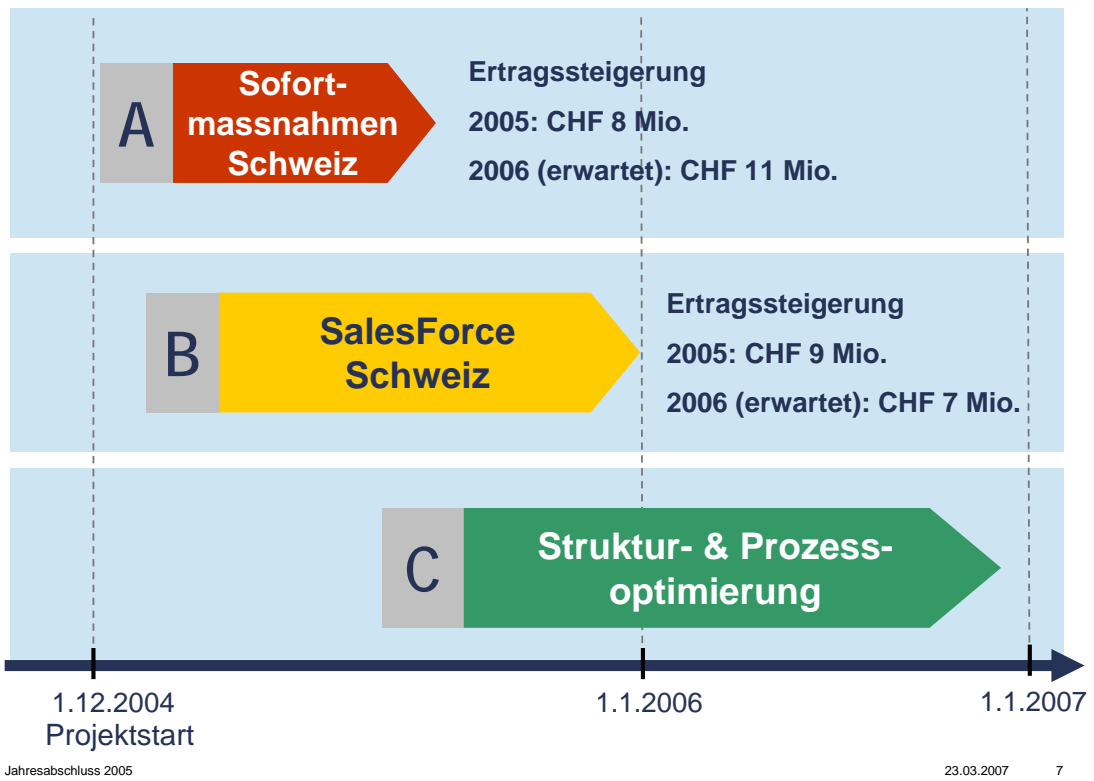 A
Sofort-
massnahmen
Schweiz
Ertragssteigerung
2005: CHF 8 Mio.
2006 (erwartet): CHF 11 Mio.
B
SalesForce
Schweiz
Ertragssteigerung
2005: CHF 9 Mio.
2006 (erwartet): CHF 7 Mio.
C
Struktur- & Prozess-
optimierung
1.12.2004
Projektstart
1.1.2006
1.1.2007
Jahresabschluss 2005
23.03.2007 7